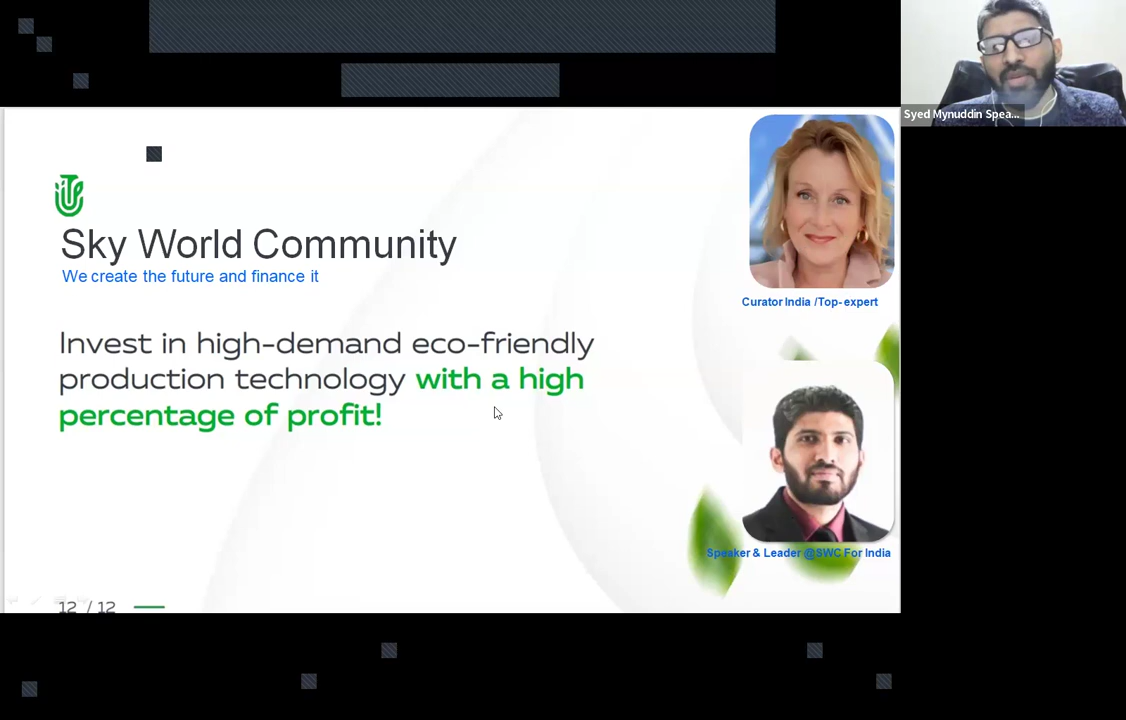 Syed Mynuddin Spea...
Sky World Community
We create the future and finance it
Curator India /Top- expert
Invest in high-demand eco-friendly
production technology with a high
percentage of profit!
Speaker & Leader @SWC For India
12 / 12